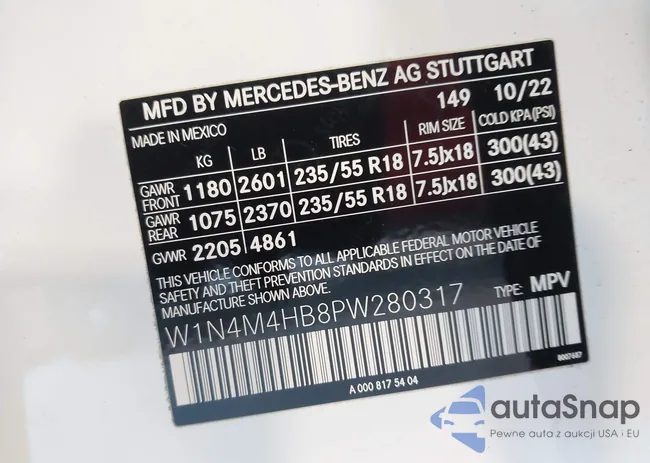 MFD BY MERCEDES-BENZ AG STUTTGART
MADE IN MEXICO 149 10/22
KG LB TIRES RIM SIZE COLD KPA(PSI)
GAWR FRONT 1180 2601 235/55 R18 7.5Jx18 300(43)
GAWR REAR 1075 2370 235/55 R18 7.5Jx18 300(43)
GVWR 2205 4861
THIS VEHICLE CONFORMS TO ALL APPLICABLE FEDERAL MOTOR VEHICLE
SAFETY AND THEFT PREVENTION STANDARDS IN EFFECT ON THE DATE OF
MANUFACTURE SHOWN ABOVE.
W1N4M4HB8PW280317 TYPE: MPV
A 000 817 54 04
8007687
autaSnap
Pewne auta z aukcji USA i EU